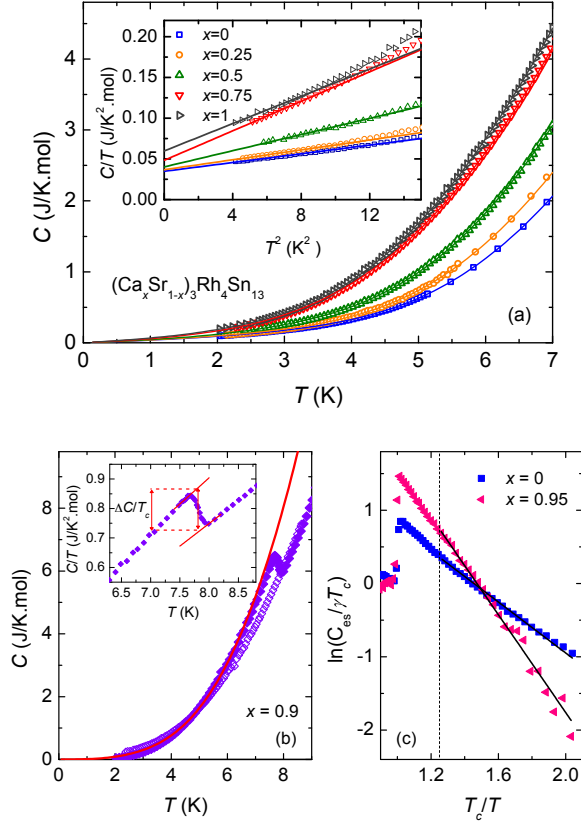 0.20
0.15
0.10
0.05
0.00
C/T (J/K².mol)
x=0
x=0.25
x=0.5
x=0.75
x=1
0 4 8 12
T² (K²)
5
4
3
2
1
0
C (J/K.mol)
(CaₓSr₁₋ₓ)₃Rh₄Sn₁₃
(a)
0 1 2 3 4 5 6 7
T (K)
0.9
0.8
0.7
0.6
C/T (J/K².mol)
ΔC/Tc
6.5 7.0 7.5 8.0 8.5
T (K)
10
8
6
4
2
0
C (J/K.mol)
x = 0.9
(b)
0 2 4 6 8
T (K)
1
0
-1
-2
ln(Ces/γTc)
x = 0
x = 0.95
(c)
1.2 1.6 2.0
Tc/T